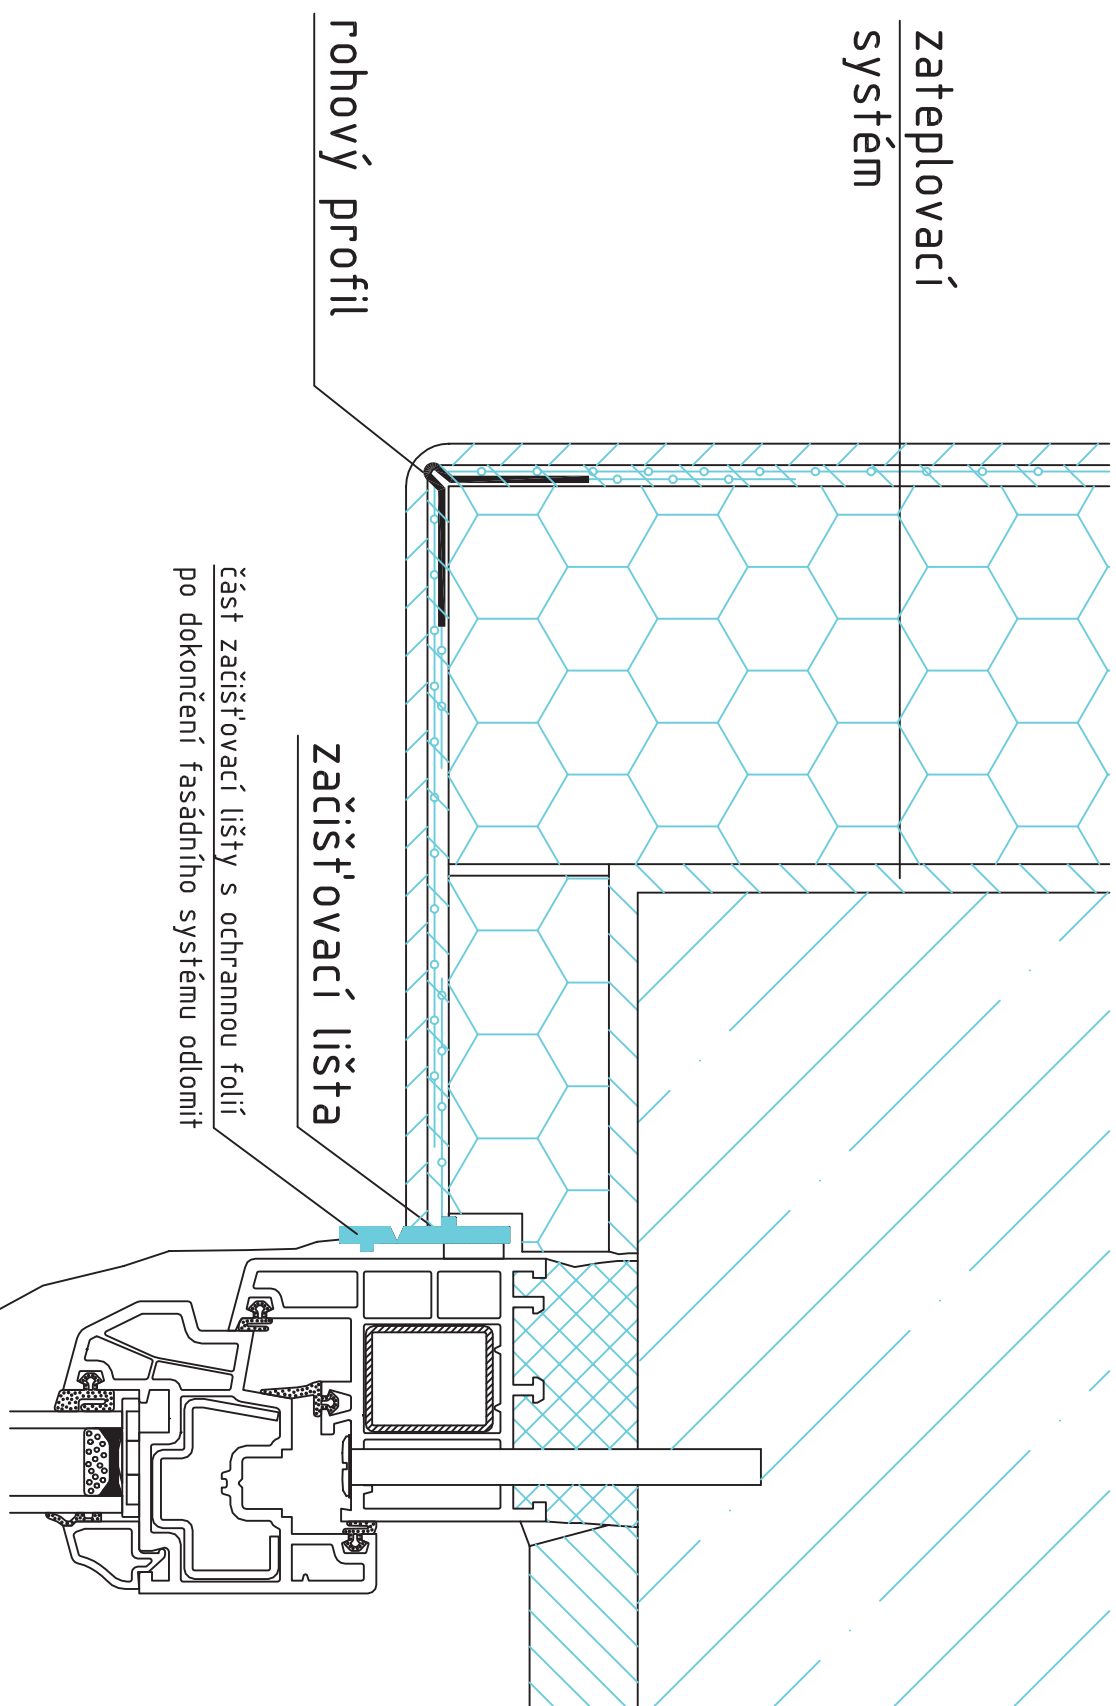 zateplovací
systém
rohový profil
začišťovací lišta
část začišťovací lišty s ochrannou folií
po dokončení fasádního systému odlomit